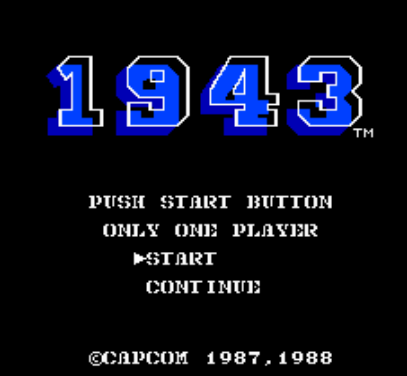 1943 TM
PUSH START BUTTON
ONLY ONE PLAYER
▶START
CONTINUE
©CAPCOM 1987,1988